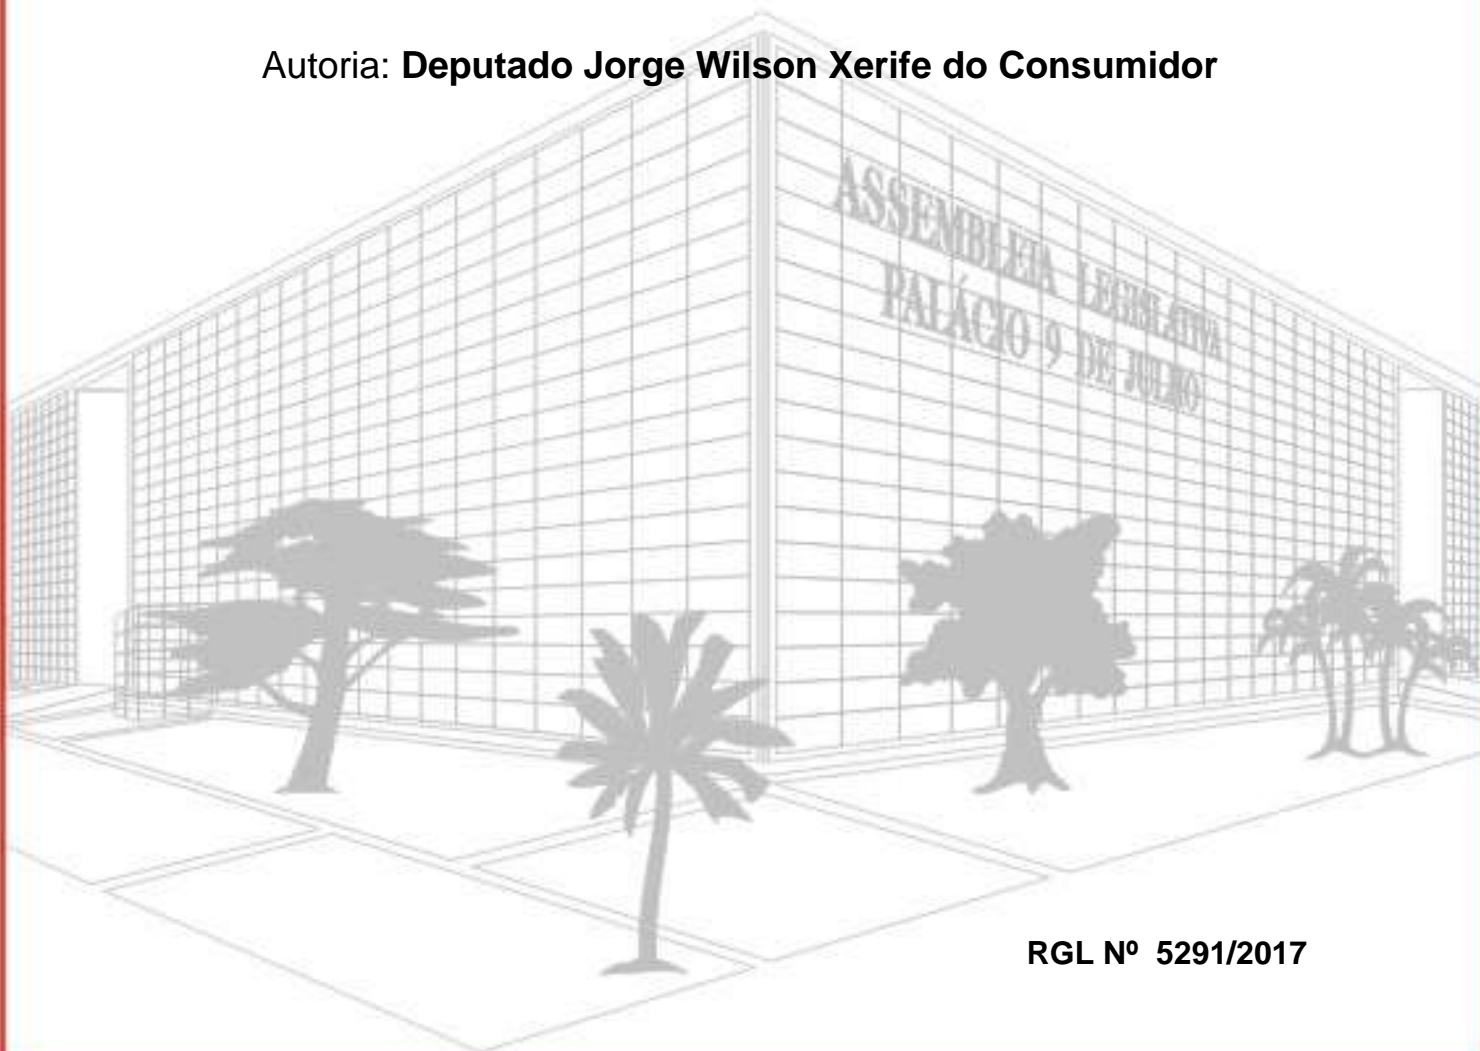 Autoria: Deputado Jorge Wilson Xerife do Consumidor
ASSEMBLEIA LEGISLATIVA
PALÁCIO 9 DE JULHO
RGL Nº 5291/2017